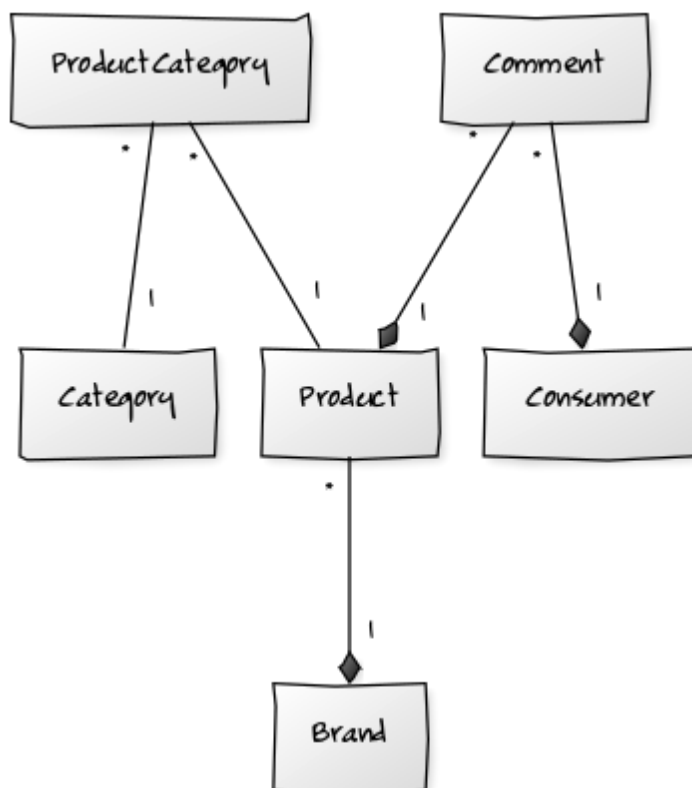 ProductCategory
Comment
*
*
*
*
1
1
1
1
Category
Product
Consumer
*
1
Brand